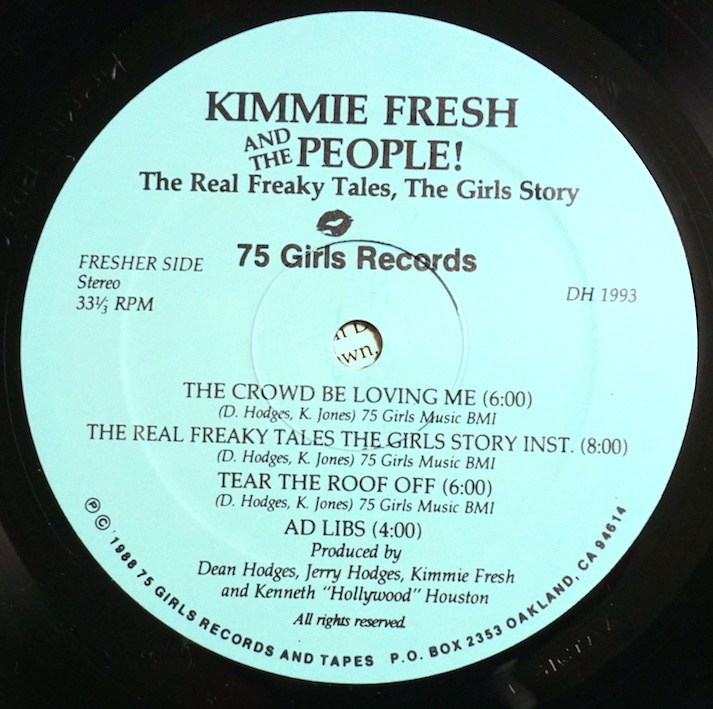 KIMMIE FRESH
AND THE PEOPLE!
The Real Freaky Tales, The Girls Story
75 Girls Records
FRESHER SIDE
Stereo
33⅓ RPM
DH 1993
wn.
THE CROWD BE LOVING ME (6:00)
(D. Hodges, K. Jones) 75 Girls Music BMI
THE REAL FREAKY TALES THE GIRLS STORY INST. (8:00)
(D. Hodges, K. Jones) 75 Girls Music BMI
TEAR THE ROOF OFF (6:00)
(D. Hodges, K. Jones) 75 Girls Music BMI
AD LIBS (4:00)
Produced by
Dean Hodges, Jerry Hodges, Kimmie Fresh
and Kenneth "Hollywood" Houston
All rights reserved.
℗ © 1988 75 GIRLS RECORDS AND TAPES P.O. BOX 2353 OAKLAND, CA 94614